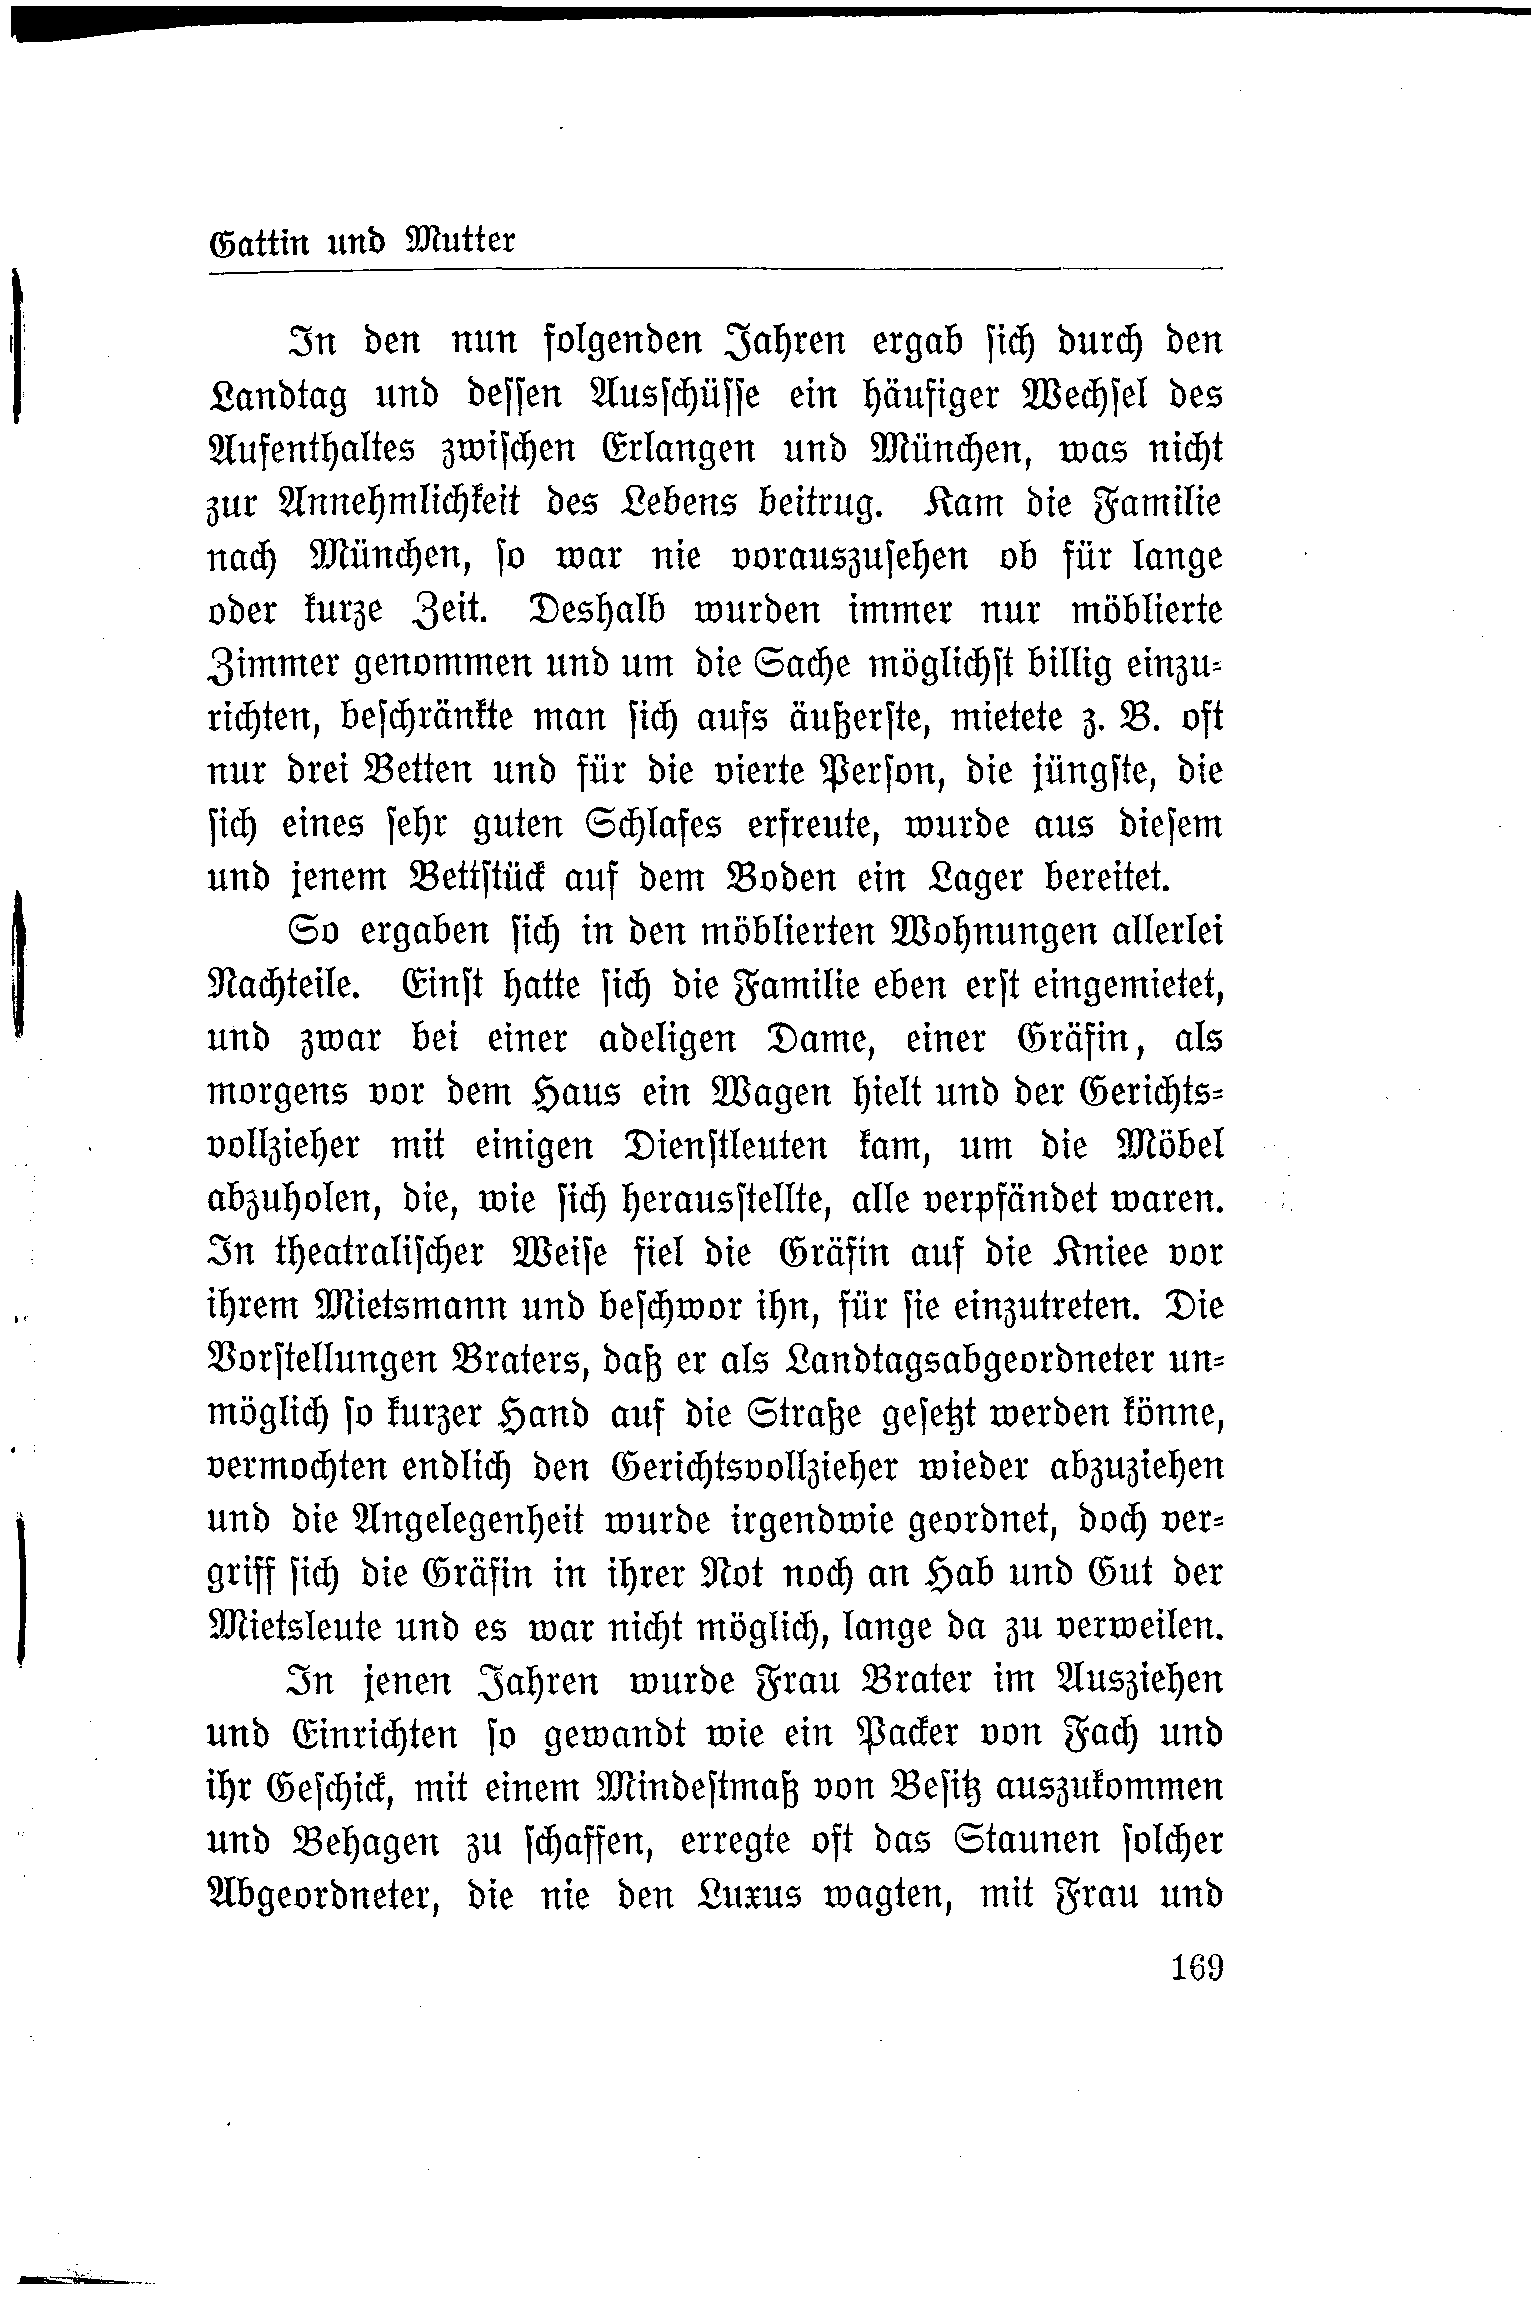 Gattin und Mutter
In den nun folgenden Jahren ergab sich durch den
Landtag und dessen Ausschüsse ein häufiger Wechsel des
Aufenthaltes zwischen Erlangen und München, was nicht
zur Annehmlichkeit des Lebens beitrug. Kam die Familie
nach München, so war nie vorauszusehen ob für lange
oder kurze Zeit. Deshalb wurden immer nur möblierte
Zimmer genommen und um die Sache möglichst billig einzu-
richten, beschränkte man sich aufs äußerste, mietete z. B. oft
nur drei Betten und für die vierte Person, die jüngste, die
sich eines sehr guten Schlafes erfreute, wurde aus diesem
und jenem Bettstück auf dem Boden ein Lager bereitet.
So ergaben sich in den möblierten Wohnungen allerlei
Nachteile. Einst hatte sich die Familie eben erst eingemietet,
und zwar bei einer adeligen Dame, einer Gräfin, als
morgens vor dem Haus ein Wagen hielt und der Gerichts-
vollzieher mit einigen Dienstleuten kam, um die Möbel
abzuholen, die, wie sich herausstellte, alle verpfändet waren.
In theatralischer Weise fiel die Gräfin auf die Kniee vor
ihrem Mietsmann und beschwor ihn, für sie einzutreten. Die
Vorstellungen Braters, daß er als Landtagsabgeordneter un-
möglich so kurzer Hand auf die Straße gesetzt werden könne,
vermochten endlich den Gerichtsvollzieher wieder abzuziehen
und die Angelegenheit wurde irgendwie geordnet, doch ver-
griff sich die Gräfin in ihrer Not noch an Hab und Gut der
Mietsleute und es war nicht möglich, lange da zu verweilen.
In jenen Jahren wurde Frau Brater im Ausziehen
und Einrichten so gewandt wie ein Packer von Fach und
ihr Geschick, mit einem Mindestmaß von Besitz auszukommen
und Behagen zu schaffen, erregte oft das Staunen solcher
Abgeordneter, die nie den Luxus wagten, mit Frau und
169